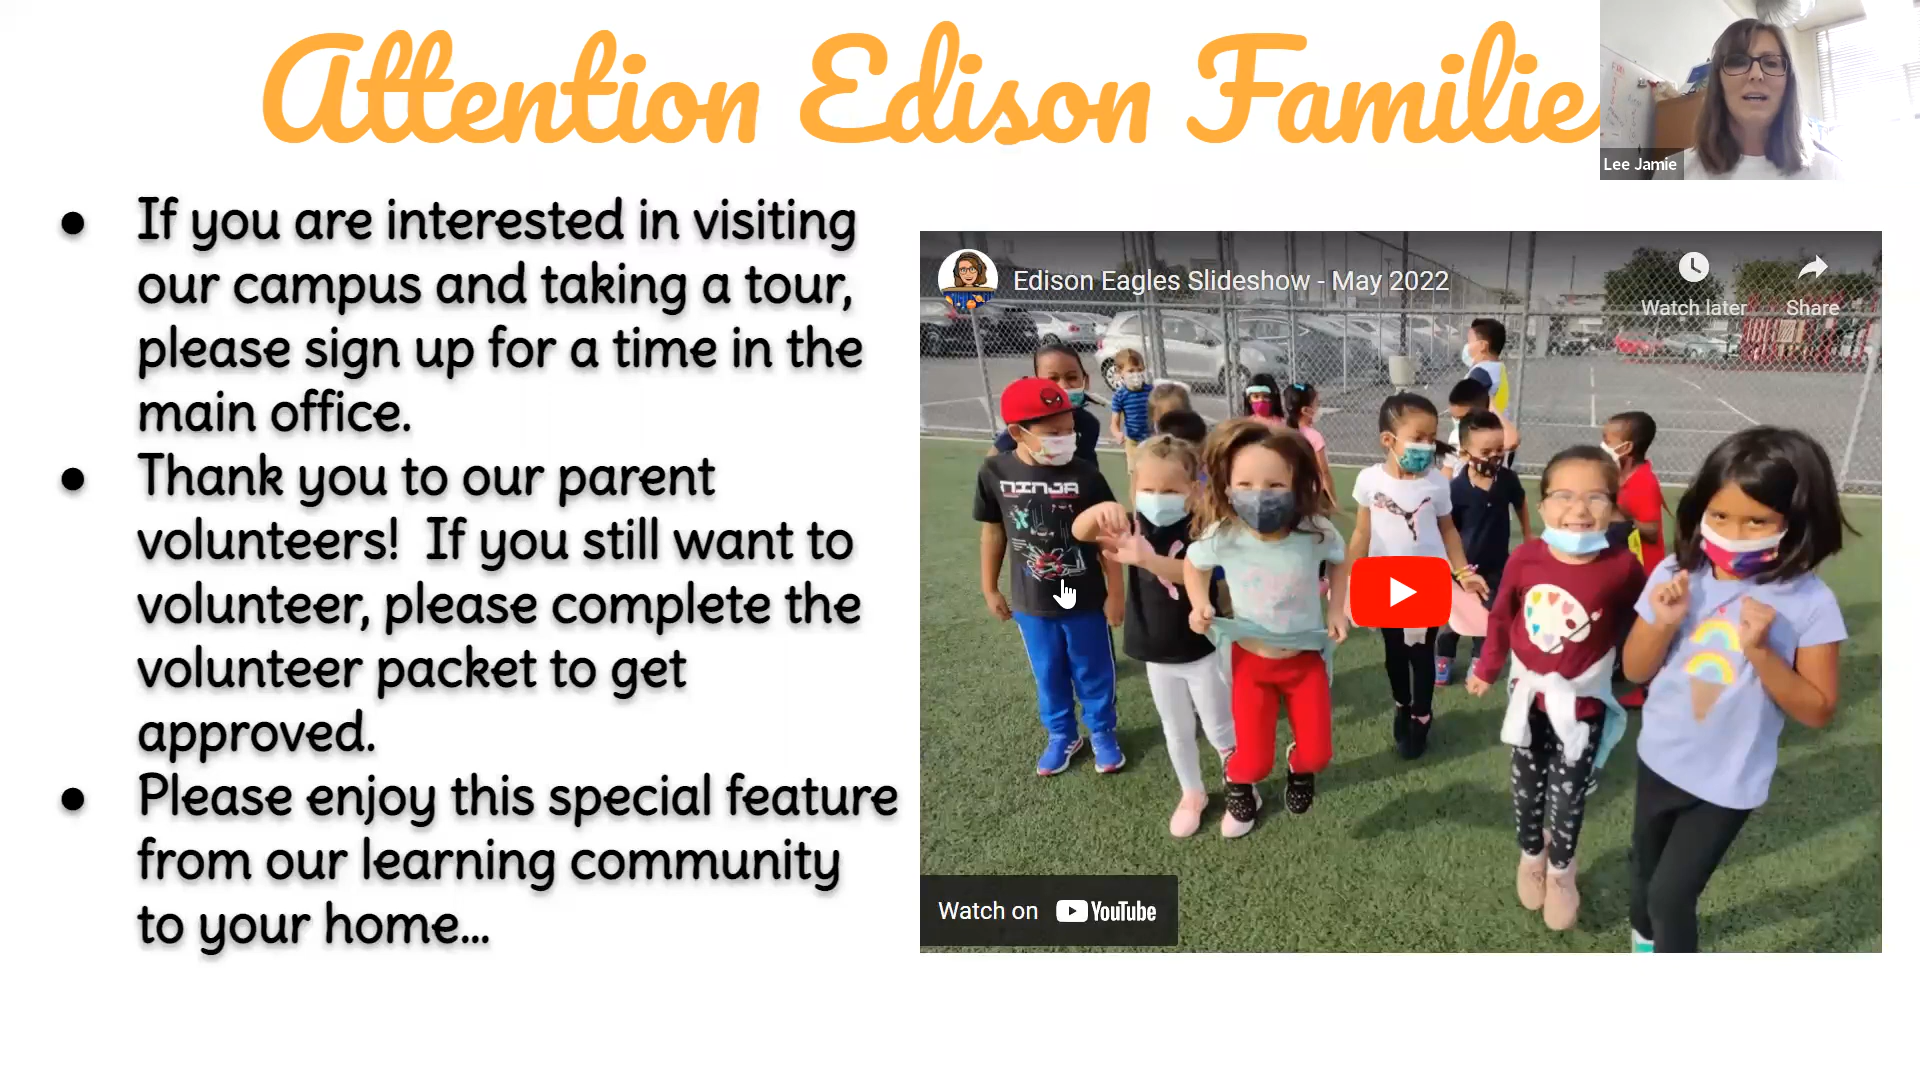 Attention Edison Familie
Lee Jamie
If you are interested in visiting
our campus and taking a tour,
please sign up for a time in the
main office.
Thank you to our parent
volunteers!  If you still want to
volunteer, please complete the
volunteer packet to get
approved.
Please enjoy this special feature
from our learning community
to your home...
Edison Eagles Slideshow - May 2022
Watch later
Share
NINJA
Watch on YouTube